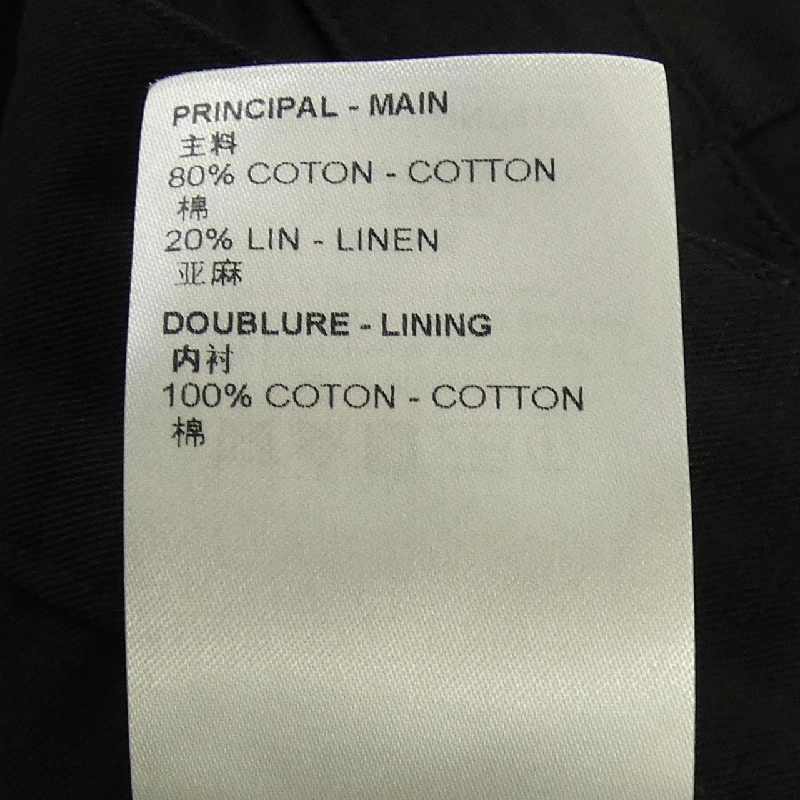 PRINCIPAL - MAIN
主料
80% COTON - COTTON
棉
20% LIN - LINEN
亚麻
DOUBLURE - LINING
内衬
100% COTON - COTTON
棉